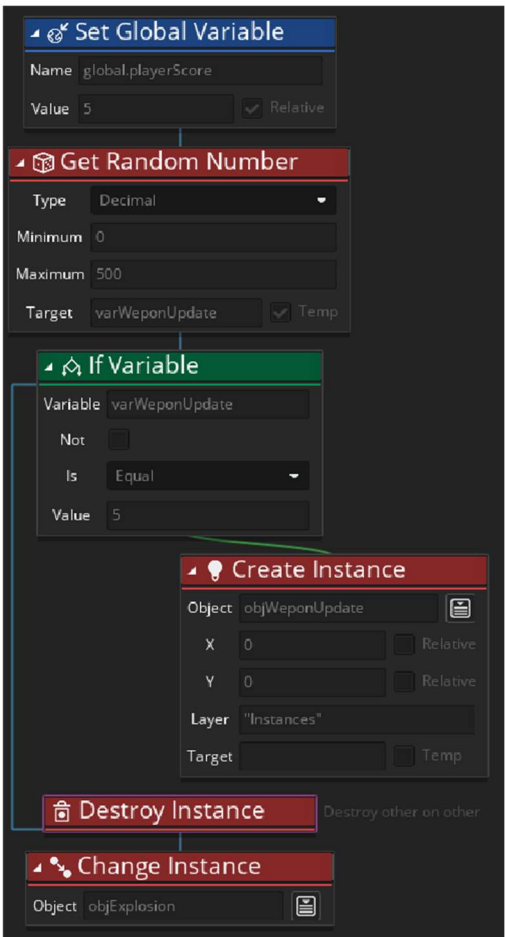 Set Global Variable
Name global.playerScore
Value 5 Relative
Get Random Number
Type Decimal
Minimum 0
Maximum 500
Target varWeponUpdate Temp
If Variable
Variable varWeponUpdate
Not
Is Equal
Value 5
Create Instance
Object objWeponUpdate
X 0 Relative
Y 0 Relative
Layer "Instances"
Target Temp
Destroy Instance Destroy other on other
Change Instance
Object objExplosion